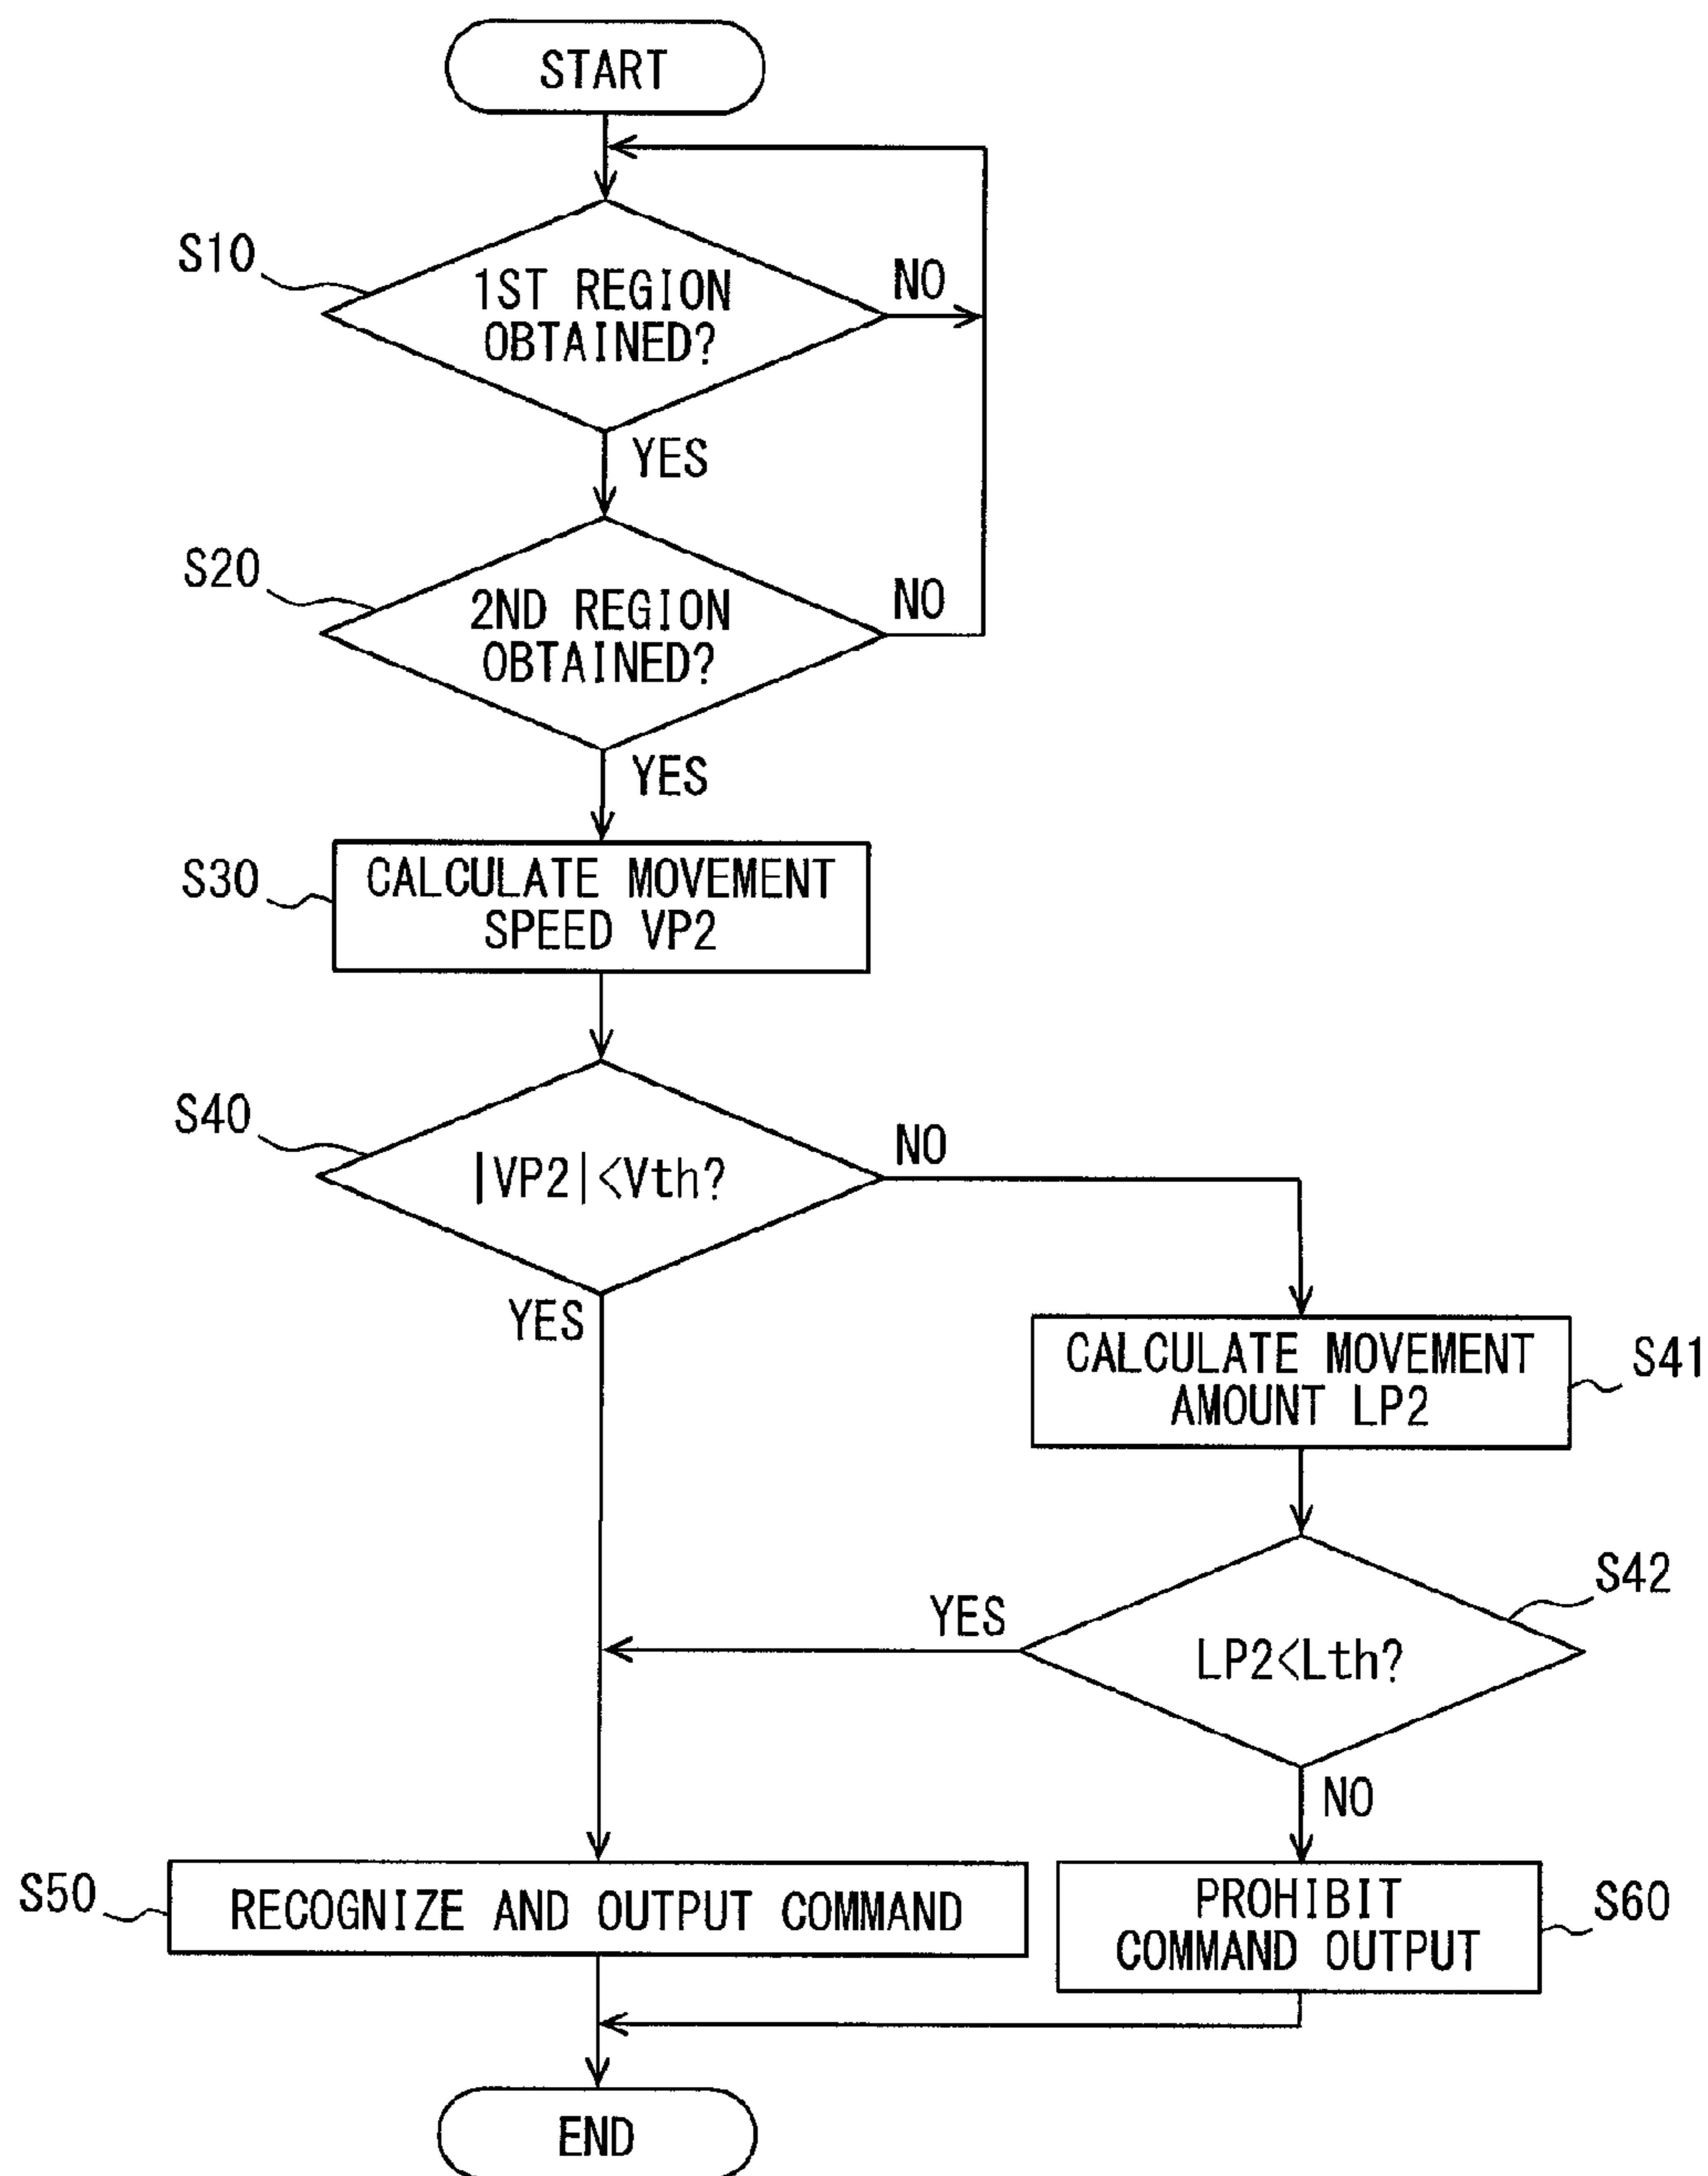 START
S10
1ST REGION
OBTAINED?
NO
YES
S20
2ND REGION
OBTAINED?
NO
YES
S30
CALCULATE MOVEMENT
SPEED VP2
S40
|VP2|<Vth?
NO
YES
CALCULATE MOVEMENT
AMOUNT LP2
S41
S42
YES
LP2<Lth?
NO
S50
RECOGNIZE AND OUTPUT COMMAND
PROHIBIT
COMMAND OUTPUT
S60
END